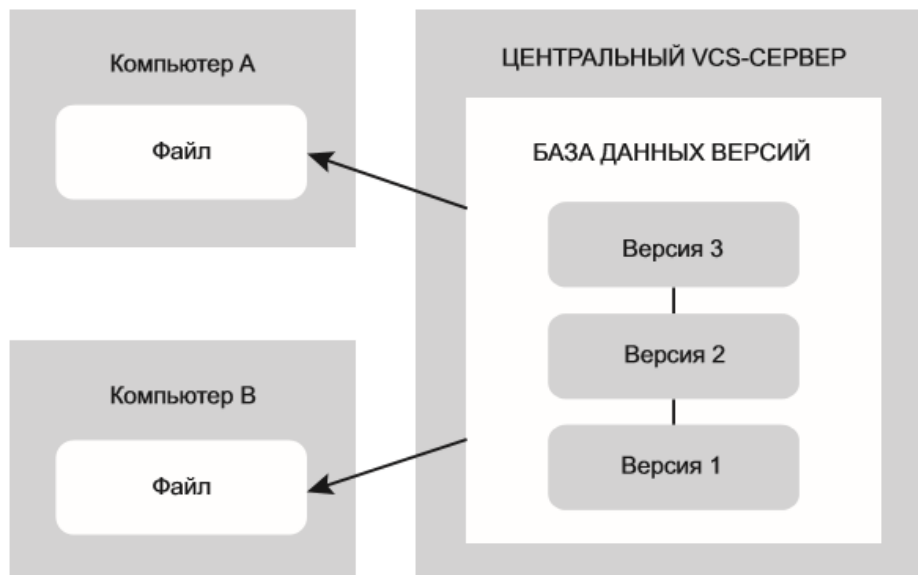 Компьютер A
Файл
Компьютер B
Файл
ЦЕНТРАЛЬНЫЙ VCS-СЕРВЕР
БАЗА ДАННЫХ ВЕРСИЙ
Версия 3
Версия 2
Версия 1